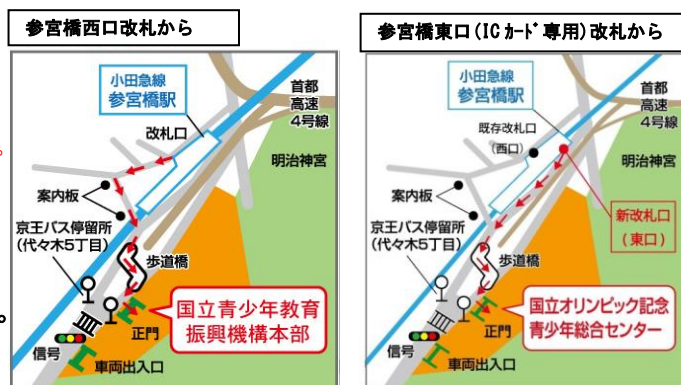 参宮橋西口改札から
小田急線
参宮橋駅
首都
高速
4号線
改札口
明治神宮
案内板
京王バス停留所
(代々木5丁目)
歩道橋
国立青少年教育
振興機構本部
正門
信号
車両出入口
参宮橋東口(ICカード専用)改札から
小田急線
参宮橋駅
首都
高速
4号線
既存改札口
(西口)
明治神宮
案内板
新改札口
(東口)
京王バス停留所
(代々木5丁目)
歩道橋
国立オリンピック記念
青少年総合センター
正門
信号
車両出入口